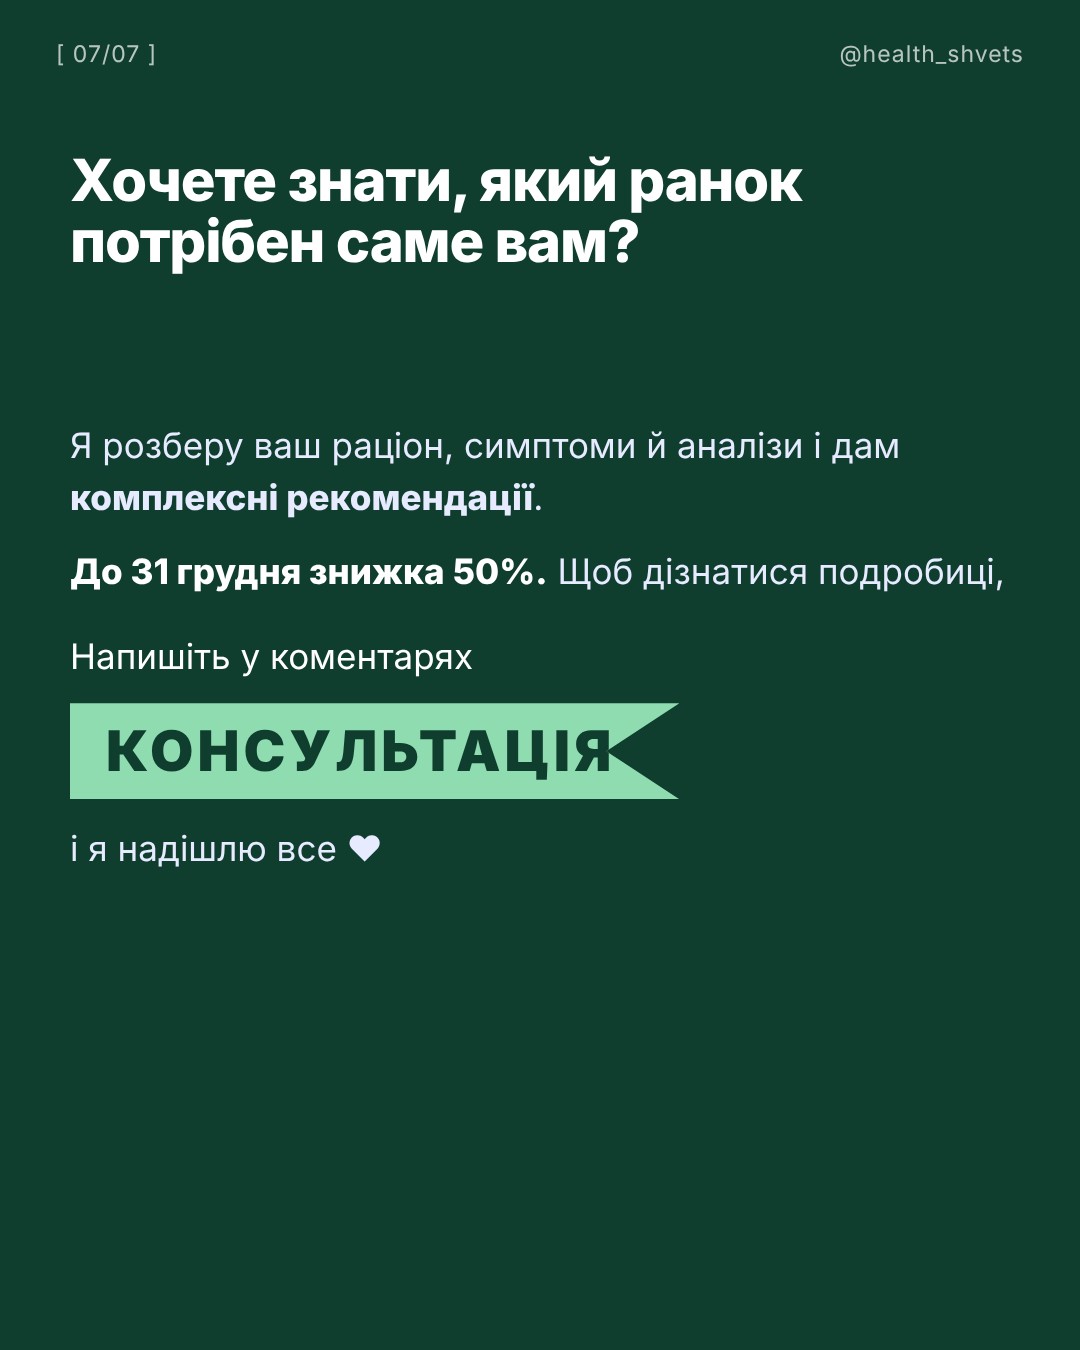 [ 07/07 ]
@health_shvets
Хочете знати, який ранок
потрібен саме вам?
Я розберу ваш раціон, симптоми й аналізи і дам
комплексні рекомендації.
До 31 грудня знижка 50%. Щоб дізнатися подробиці,
Напишіть у коментарях
КОНСУЛЬТАЦІЯ
і я надішлю все ♥